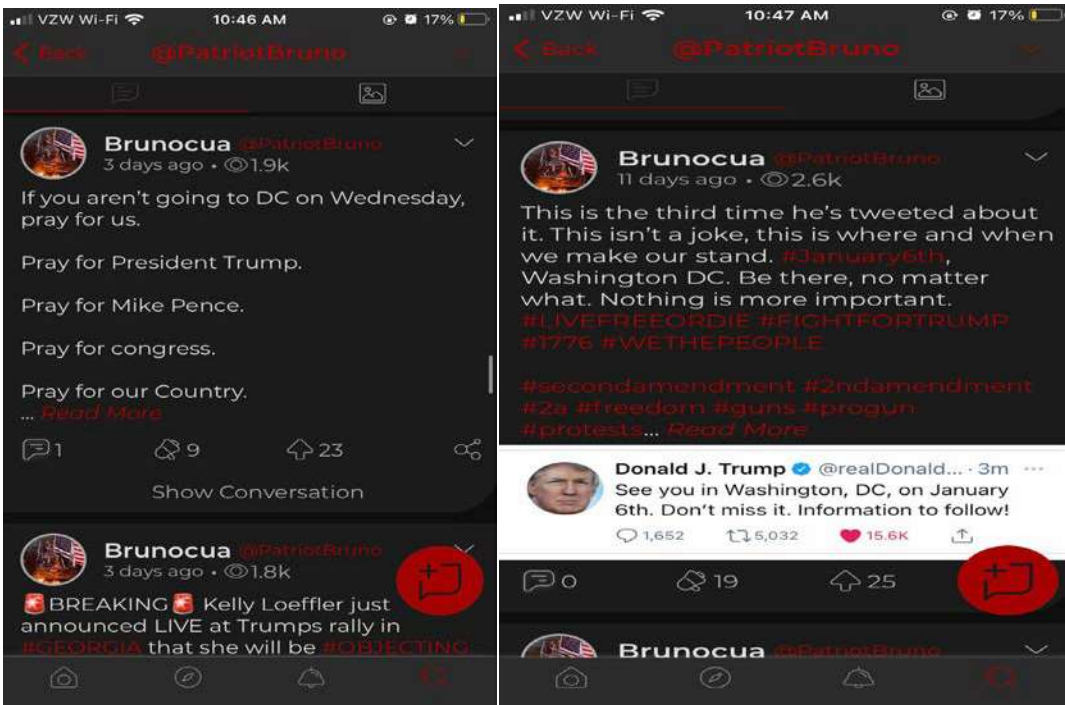 VZW Wi-Fi 10:46 AM 17%
Back @PatriotBruno
Brunocua @PatriotBruno
3 days ago • 1.9k
If you aren't going to DC on Wednesday,
pray for us.
Pray for President Trump.
Pray for Mike Pence.
Pray for congress.
Pray for our Country.
... Read More
1 9 23
Show Conversation
Brunocua @PatriotBruno
3 days ago • 1.8k
🚨BREAKING🚨 Kelly Loeffler just
announced LIVE at Trumps rally in
#GEORGIA that she will be #OBJECTING
VZW Wi-Fi 10:47 AM 17%
Back @PatriotBruno
Brunocua @PatriotBruno
11 days ago • 2.6k
This is the third time he's tweeted about
it. This isn't a joke, this is where and when
we make our stand. #January6th,
Washington DC. Be there, no matter
what. Nothing is more important.
#LIVEFREEORDIE #FIGHTFORTRUMP
#1776 #WETHEPEOPLE
#secondamendment #2ndamendment
#2a #freedom #guns #progun
#protests... Read More
Donald J. Trump @realDonald... · 3m ...
See you in Washington, DC, on January
6th. Don't miss it. Information to follow!
1,652 5,032 15.6K
0 19 25
Brunocua @PatriotBruno